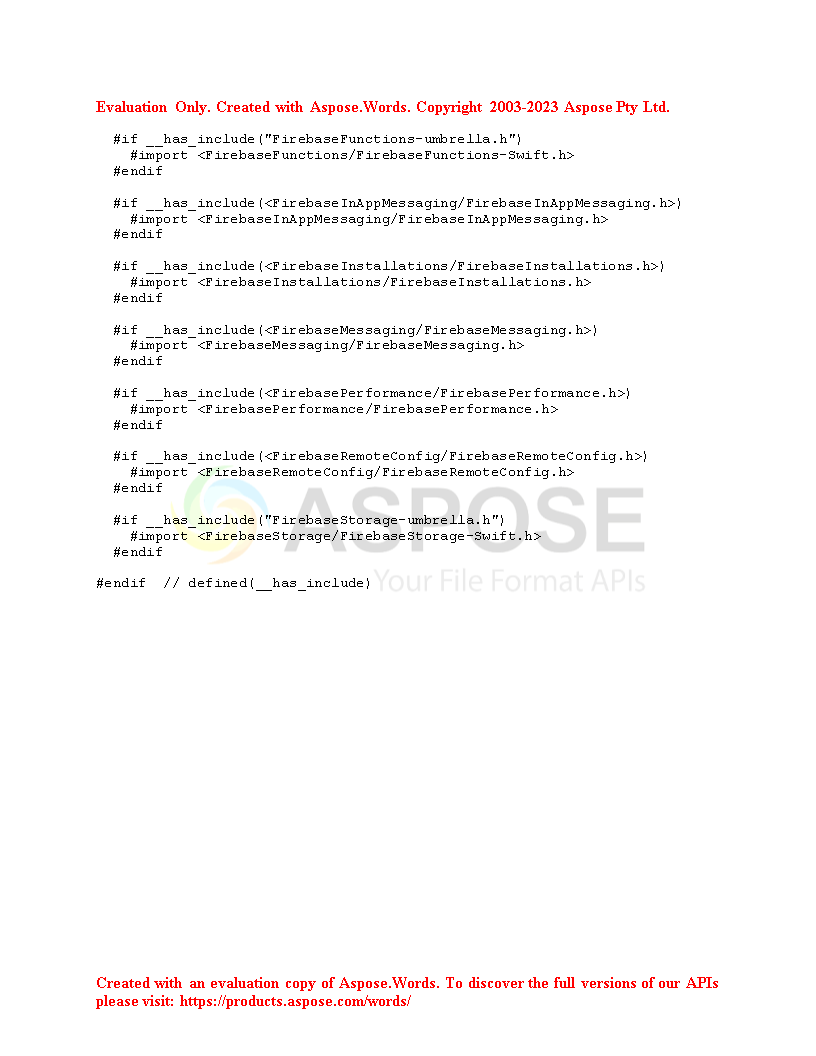 Evaluation Only. Created with Aspose.Words. Copyright 2003-2023 Aspose Pty Ltd.
  #if __has_include("FirebaseFunctions-umbrella.h")
    #import <FirebaseFunctions/FirebaseFunctions-Swift.h>
  #endif

  #if __has_include(<FirebaseInAppMessaging/FirebaseInAppMessaging.h>)
    #import <FirebaseInAppMessaging/FirebaseInAppMessaging.h>
  #endif

  #if __has_include(<FirebaseInstallations/FirebaseInstallations.h>)
    #import <FirebaseInstallations/FirebaseInstallations.h>
  #endif

  #if __has_include(<FirebaseMessaging/FirebaseMessaging.h>)
    #import <FirebaseMessaging/FirebaseMessaging.h>
  #endif

  #if __has_include(<FirebasePerformance/FirebasePerformance.h>)
    #import <FirebasePerformance/FirebasePerformance.h>
  #endif

  #if __has_include(<FirebaseRemoteConfig/FirebaseRemoteConfig.h>)
    #import <FirebaseRemoteConfig/FirebaseRemoteConfig.h>
  #endif

  #if __has_include("FirebaseStorage-umbrella.h")
    #import <FirebaseStorage/FirebaseStorage-Swift.h>
  #endif

#endif  // defined(__has_include)
ASPOSE
Your File Format APIs
Created with an evaluation copy of Aspose.Words. To discover the full versions of our APIs
please visit: https://products.aspose.com/words/